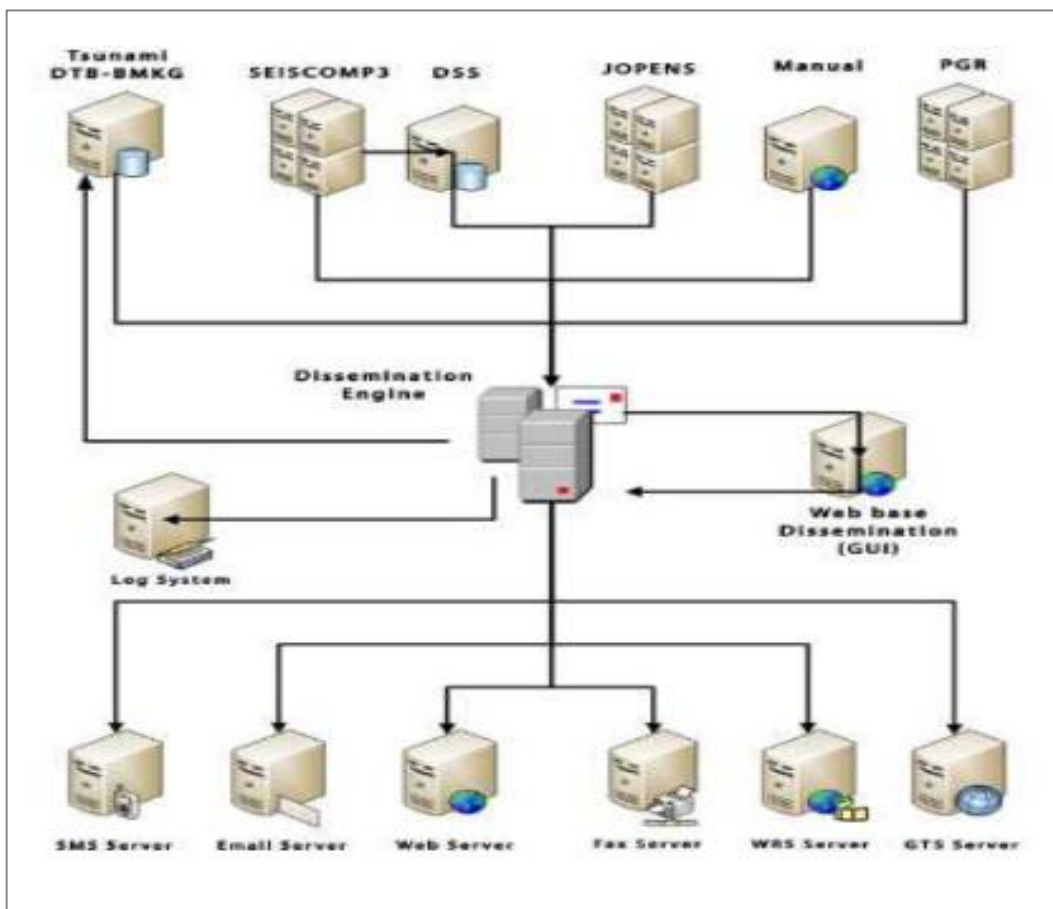 Tsunami
DTB-BMKG
SEISCOMP3
DSS
JOPENS
Manual
PGR
Dissemination
Engine
Web base
Dissemination
(GUI)
Log System
SMS Server
Email Server
Web Server
Fax Server
WRS Server
GTS Server